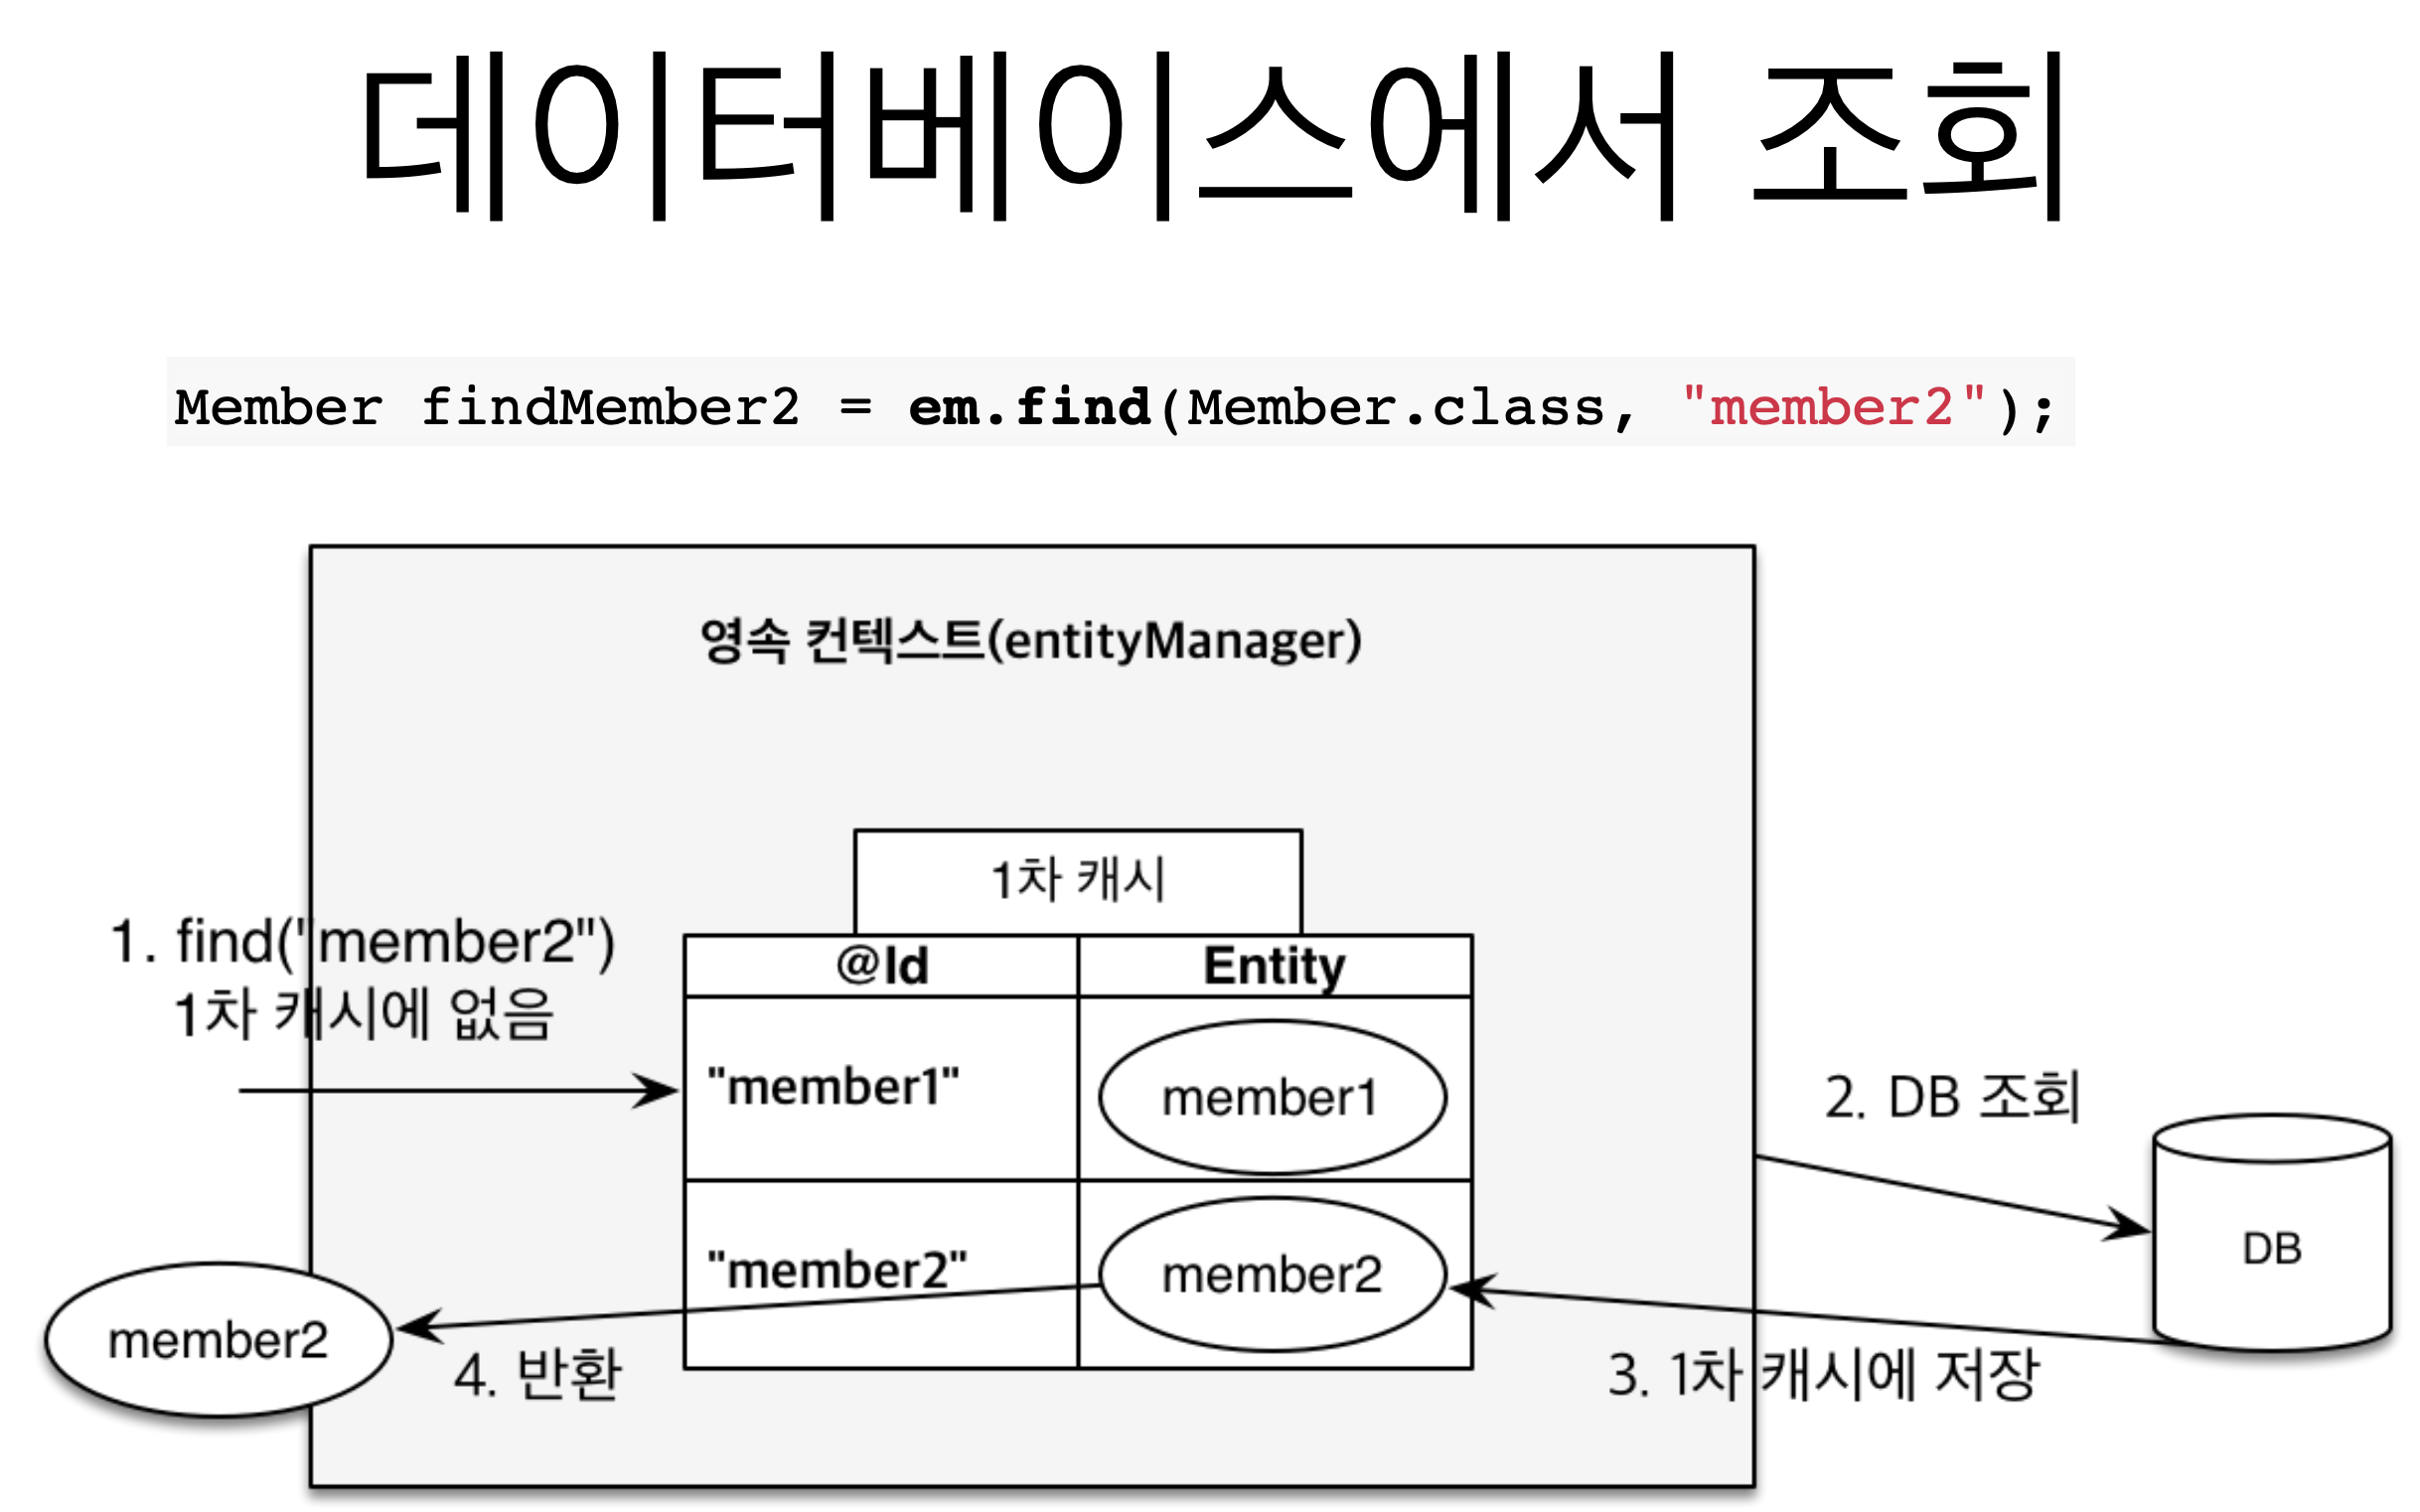 데이터베이스에서 조회
Member findMember2 = em.find(Member.class, "member2");
영속 컨텍스트(entityManager)
1차 캐시
1. find("member2")
1차 캐시에 없음
@Id Entity
"member1" member1
2. DB 조회
DB
"member2" member2
member2
4. 반환
3. 1차 캐시에 저장